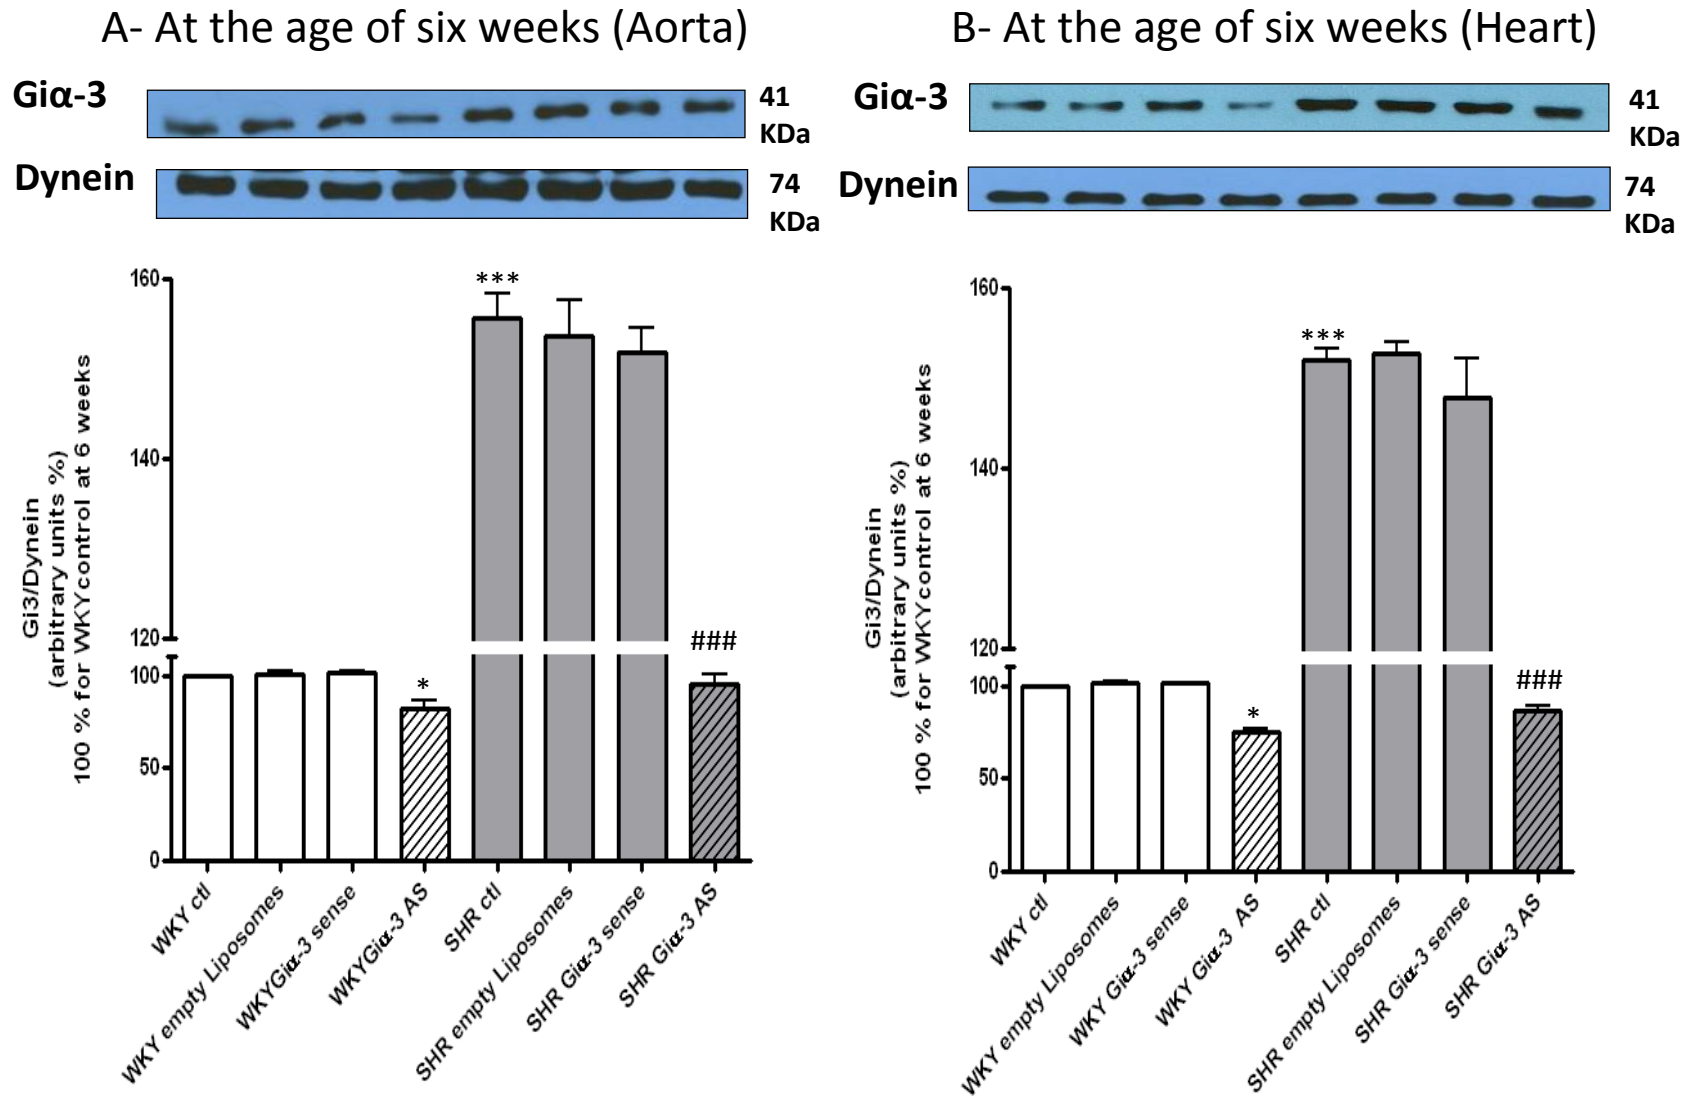 A- At the age of six weeks (Aorta)
Giα-3
41
KDa
Dynein
74
KDa
***
160
140
120
100
50
0
*
###
Gi3/Dynein
(arbitrary units %)
100 % for WKYcontrol at 6 weeks
WKY ctl
WKY empty Liposomes
WKYGiα-3 sense
WKYGiα-3 AS
SHR ctl
SHR empty Liposomes
SHR Giα-3 sense
SHR Giα-3 AS
B- At the age of six weeks (Heart)
Giα-3
41
KDa
Dynein
74
KDa
***
160
140
120
100
50
0
*
###
Gi3/Dynein
(arbitrary units %)
100 % for WKYcontrol at 6 weeks
WKY ctl
WKY empty Liposomes
WKY Giα-3 sense
WKY Giα-3 AS
SHR ctl
SHR empty Liposomes
SHR Giα-3 sense
SHR Giα-3 AS